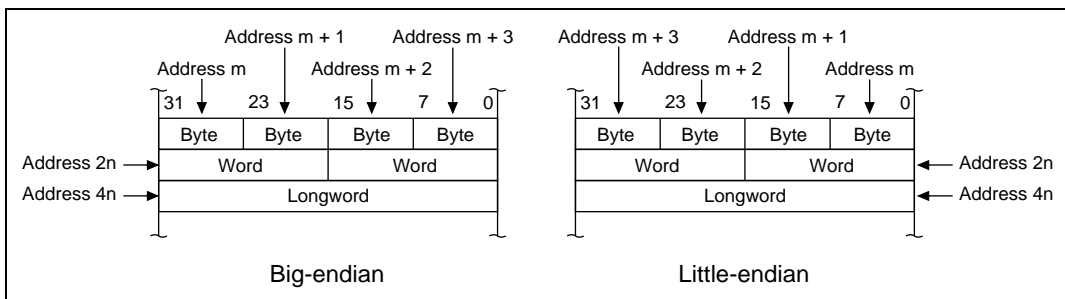 Address m + 1 Address m + 3 Address m + 3 Address m + 1
Address m Address m + 2 Address m + 2 Address m
31 23 15 7 0 31 23 15 7 0
Byte Byte Byte Byte Byte Byte Byte Byte
Address 2n Word Word Word Word Address 2n
Address 4n Longword Longword Address 4n
Big-endian Little-endian